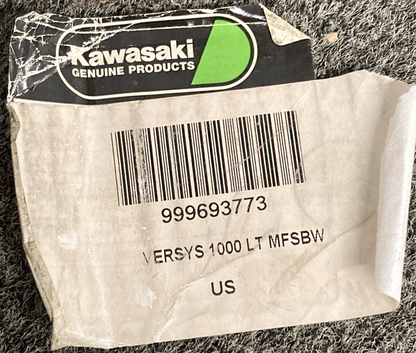 Kawasaki
GENUINE PRODUCTS
999693773
VERSYS 1000 LT MFSBW
US